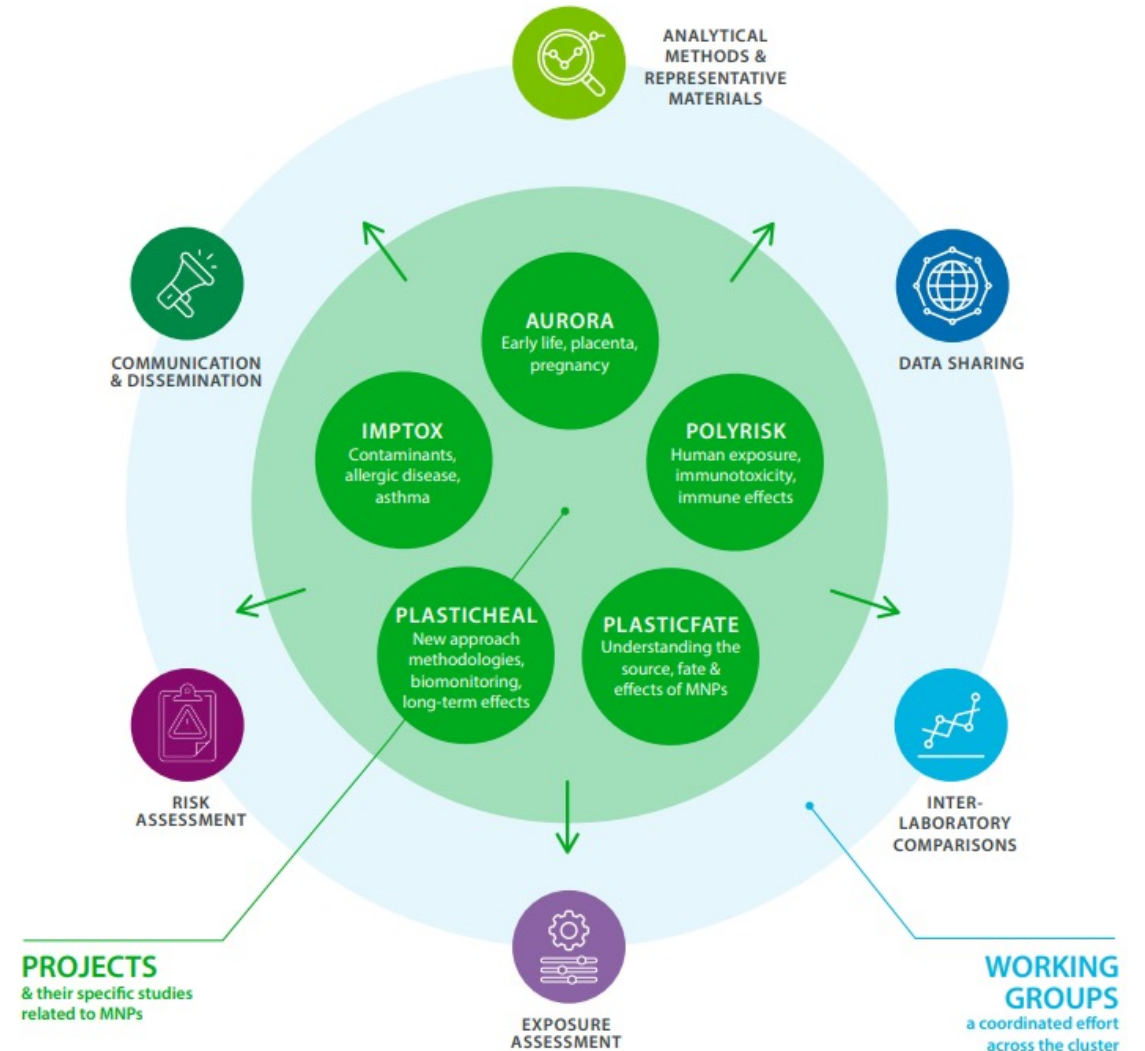 ANALYTICAL
METHODS &
REPRESENTATIVE
MATERIALS
COMMUNICATION
& DISSEMINATION
DATA SHARING
AURORA
Early life, placenta,
pregnancy
IMPTOX
Contaminants,
allergic disease,
asthma
POLYRISK
Human exposure,
immunotoxicity,
immune effects
PLASTICHEAL
New approach
methodologies,
biomonitoring,
long-term effects
PLASTICFATE
Understanding the
source, fate &
effects of MNPs
RISK
ASSESSMENT
INTER-
LABORATORY
COMPARISONS
EXPOSURE
ASSESSMENT
PROJECTS
& their specific studies
related to MNPs
WORKING
GROUPS
a coordinated effort
across the cluster